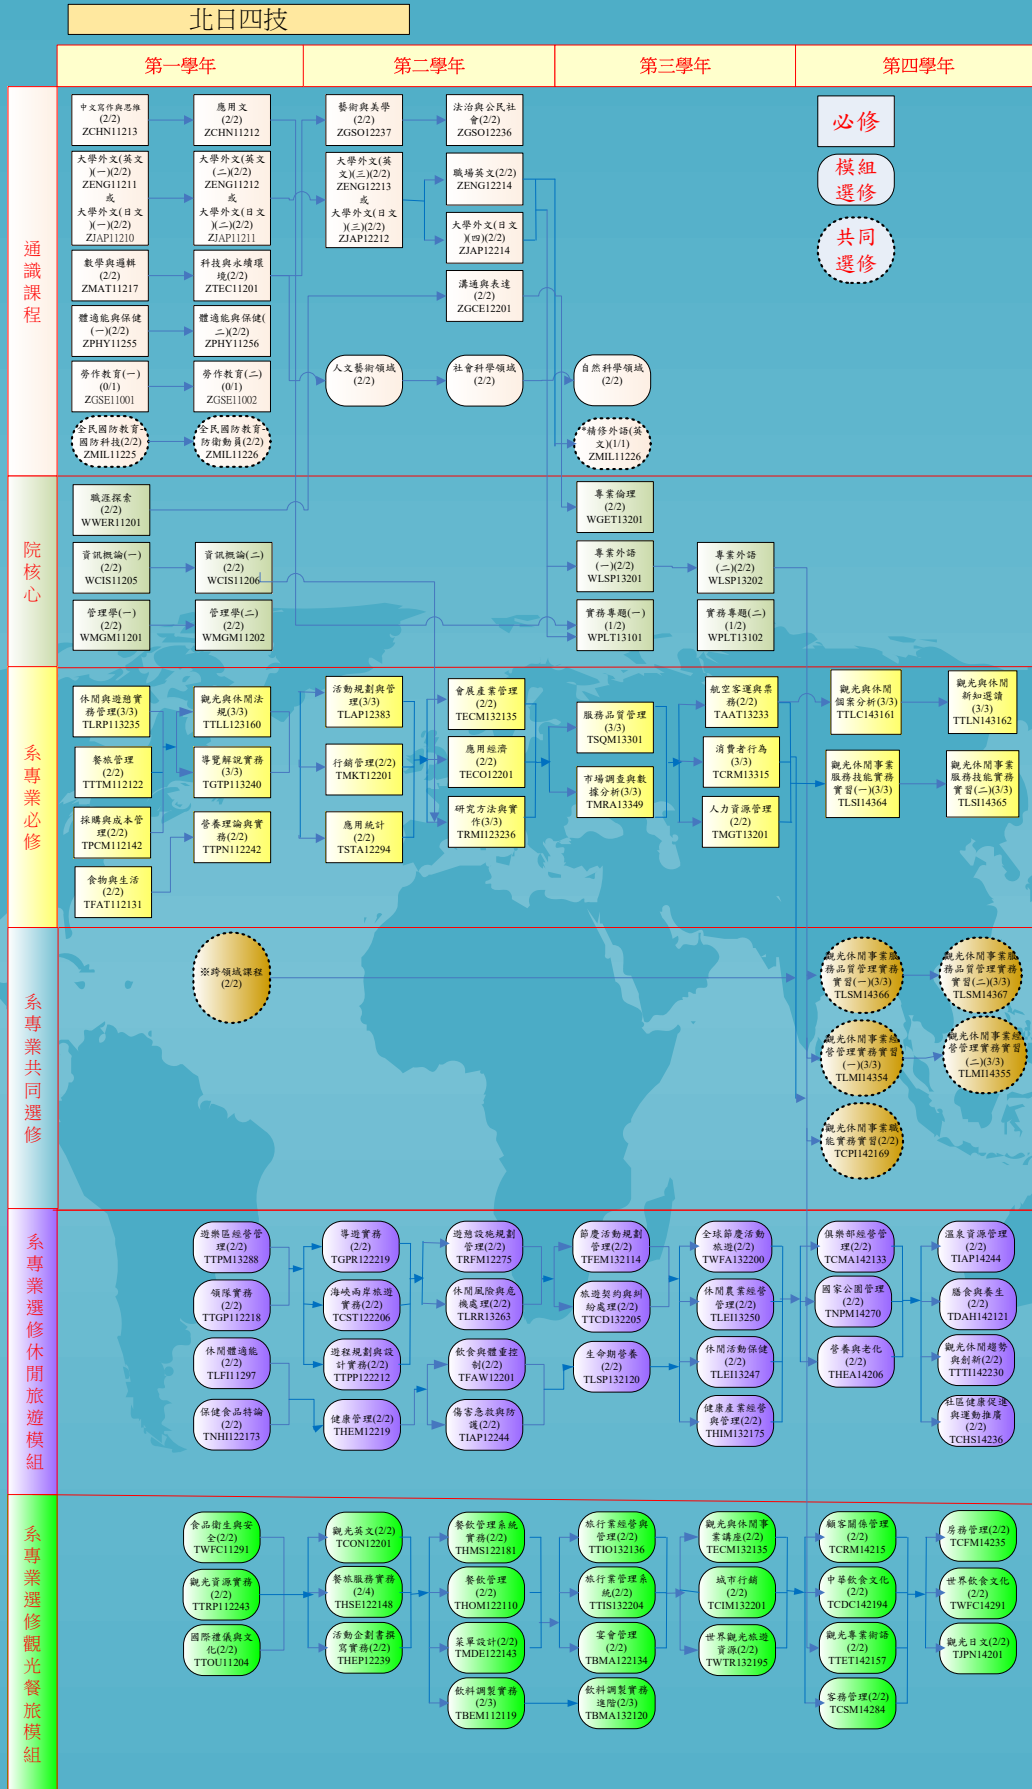 北日四技
第一學年
第二學年
第三學年
第四學年
必修
模組
選修
共同
選修
通識課程
中文寫作與思維
(2/2)
ZCHN11213
應用文
(2/2)
ZCHN11212
藝術與美學
(2/2)
ZGSO12237
法治與公民社
會(2/2)
ZGSO12236
大學外文(英文
)(一)(2/2)
ZENG11211
或
大學外文(日文
)(一)(2/2)
ZJAP11210
大學外文(英文
)(二)(2/2)
ZENG11212
或
大學外文(日文
)(二)(2/2)
ZJAP11211
大學外文(英
文)(三)(2/2)
ZENG12213
或
大學外文(日文
)(三)(2/2)
ZJAP12212
職場英文(2/2)
ZENG12214
大學外文(日文
)(四)(2/2)
ZJAP12214
數學與邏輯
(2/2)
ZMAT11217
科技與永續環
境(2/2)
ZTEC11201
溝通與表達
(2/2)
ZGCE12201
體適能與保健
(一)(2/2)
ZPHY11255
體適能與保健(
二)(2/2)
ZPHY11256
勞作教育(一)
(0/1)
ZGSE11001
勞作教育(二)
(0/1)
ZGSE11002
人文藝術領域
(2/2)
社會科學領域
(2/2)
自然科學領域
(2/2)
全民國防教育-
國防科技(2/2)
ZMIL11225
全民國防教育-
防衛動員(2/2)
ZMIL11226
*精修外語(英
文)(1/1)
ZMIL11226
院核心
職涯探索
(2/2)
WWER11201
專業倫理
(2/2)
WGET13201
資訊概論(一)
(2/2)
WCIS11205
資訊概論(二)
(2/2)
WCIS11206
專業外語
(一)(2/2)
WLSP13201
專業外語
(二)(2/2)
WLSP13202
管理學(一)
(2/2)
WMGM11201
管理學(二)
(2/2)
WMGM11202
實務專題(一)
(1/2)
WPLT13101
實務專題(二)
(1/2)
WPLT13102
系專業必修
休閒與遊憩實
務管理(3/3)
TLRP113235
觀光與休閒法
規(3/3)
TTLL123160
活動規劃與管
理(3/3)
TLAP12383
會展產業管理
(2/2)
TECM132135
服務品質管理
(3/3)
TSQM13301
航空客運與票
務(2/2)
TAAT13233
觀光與休閒
個案分析(3/3)
TTLC143161
觀光與休閒
新知選讀
(3/3)
TTLN143162
餐旅管理
(2/2)
TTTM112122
導覽解說實務
(3/3)
TGTP113240
行銷管理(2/2)
TMKT12201
應用經濟
(2/2)
TECO12201
市場調查與數
據分析(3/3)
TMRA13349
消費者行為
(3/3)
TCRM13315
觀光休閒事業
服務技能實務
實習(一)(3/3)
TLSI14364
觀光休閒事業
服務技能實務
實習(二)(3/3)
TLSI14365
採購與成本管
理(2/2)
TPCM112142
營養理論與實
務(2/2)
TTPN112242
應用統計
(2/2)
TSTA12294
研究方法與實
作(3/3)
TRMI123236
人力資源管理
(2/2)
TMGT13201
食物與生活
(2/2)
TFAT112131
系專業共同選修
※跨領域課程
(2/2)
觀光休閒事業服
務品質管理實務
實習(一)(3/3)
TLSM14366
觀光休閒事業服
務品質管理實務
實習(二)(3/3)
TLSM14367
觀光休閒事業經
營管理實務實習
(一)(3/3)
TLMI14354
觀光休閒事業經
營管理實務實習
(二)(3/3)
TLMI14355
觀光休閒事業職
能實務實習(2/2)
TCPI142169
系專業選修休閒旅遊模組
遊樂區經營管
理(2/2)
TTPM13288
導遊實務
(2/2)
TGPR122219
遊憩設施規劃
管理(2/2)
TRFM12275
節慶活動規劃
管理(2/2)
TFEM132114
全球節慶活動
旅遊(2/2)
TWFA132200
俱樂部經營管
理(2/2)
TCMA142133
溫泉資源管理
(2/2)
TIAP14244
領隊實務
(2/2)
TTGP112218
海峽兩岸旅遊
實務(2/2)
TCST122206
休閒風險與危
機處理(2/2)
TLRR13263
旅遊契約與糾
紛處理(2/2)
TTCD132205
休閒農業經營
管理(2/2)
TLEI13250
國家公園管理
(2/2)
TNPM14270
膳食與養生
(2/2)
TDAH142121
休閒體適能
(2/2)
TLFI11297
遊程規劃與設
計實務(2/2)
TTPP122212
飲食與體重控
制(2/2)
TFAW12201
生命期營養
(2/2)
TLSP132120
休閒活動保健
(2/2)
TLEI13247
營養與老化
(2/2)
THEA14206
觀光休閒趨勢
與創新(2/2)
TTTI142230
保健食品特論
(2/2)
TNHI122173
健康管理(2/2)
THEM12219
傷害急救與防
護(2/2)
TIAP12244
健康產業經營
與管理(2/2)
THIM132175
社區健康促進
與運動推廣
(2/2)
TCHS14236
系專業選修觀光餐旅模組
食品衛生與安
全(2/2)
TWFC11291
觀光英文(2/2)
TCON12201
餐飲管理系統
實務(2/2)
THMS122181
旅行業經營與
管理(2/2)
TTIO132136
觀光與休閒事
業講座(2/2)
TECM132135
顧客關係管理
(2/2)
TCRM14215
房務管理(2/2)
TCFM14235
觀光資源實務
(2/2)
TTRP112243
餐旅服務實務
(2/4)
THSE122148
餐飲管理
(2/2)
THOM122110
旅行業管理系
統(2/2)
TTIS132204
城市行銷
(2/2)
TCIM132201
中華飲食文化
(2/2)
TCDC142194
世界飲食文化
(2/2)
TWFC14291
國際禮儀與文
化(2/2)
TTOU11204
活動企劃書撰
寫實務(2/2)
THEP12239
菜單設計(2/2)
TMDE122143
宴會管理
(2/2)
TBMA122134
世界觀光旅遊
資源(2/2)
TWTR132195
觀光專業術語
(2/2)
TTET142157
觀光日文(2/2)
TJPN14201
飲料調製實務
(2/3)
TBEM112119
飲料調製實務
進階(2/3)
TBMA132120
客務管理(2/2)
TCSM14284